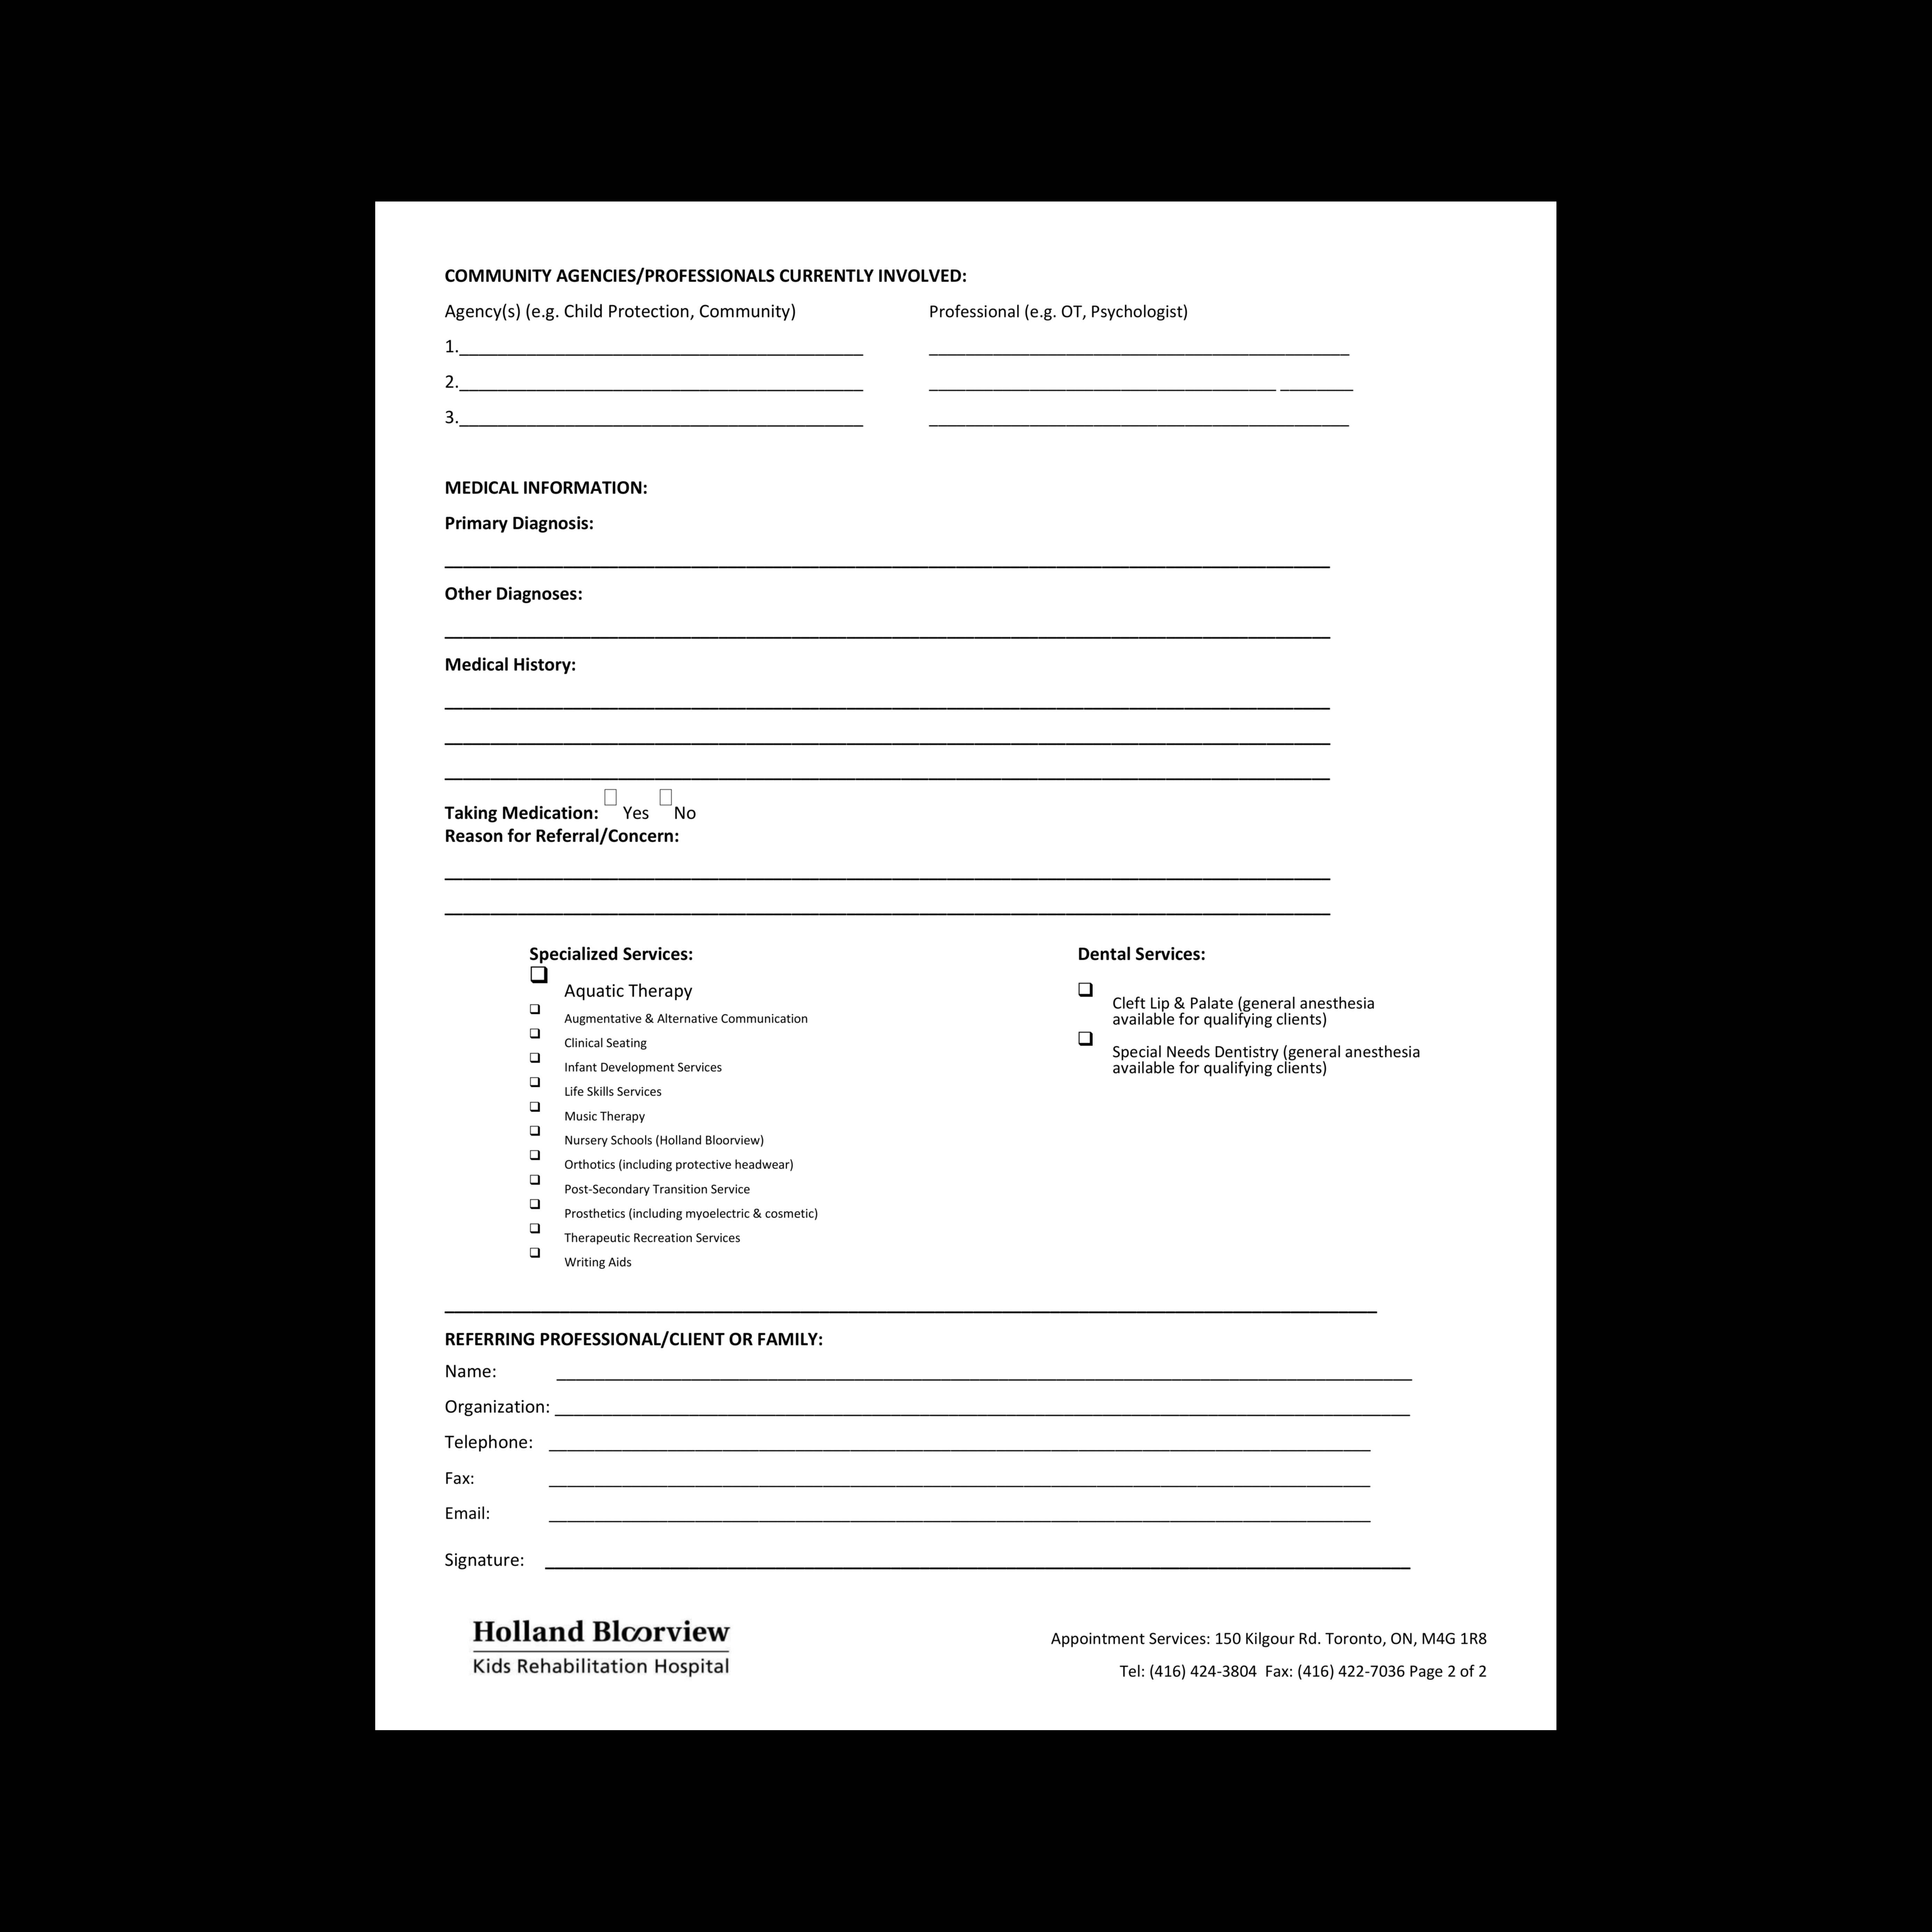 COMMUNITY AGENCIES/PROFESSIONALS CURRENTLY INVOLVED:
Agency(s) (e.g. Child Protection, Community) Professional (e.g. OT, Psychologist)
1.
2.
3.
MEDICAL INFORMATION:
Primary Diagnosis:
Other Diagnoses:
Medical History:
Taking Medication: Yes No
Reason for Referral/Concern:
Specialized Services:
Aquatic Therapy
Augmentative & Alternative Communication
Clinical Seating
Infant Development Services
Life Skills Services
Music Therapy
Nursery Schools (Holland Bloorview)
Orthotics (including protective headwear)
Post-Secondary Transition Service
Prosthetics (including myoelectric & cosmetic)
Therapeutic Recreation Services
Writing Aids
Dental Services:
Cleft Lip & Palate (general anesthesia
available for qualifying clients)
Special Needs Dentistry (general anesthesia
available for qualifying clients)
REFERRING PROFESSIONAL/CLIENT OR FAMILY:
Name:
Organization:
Telephone:
Fax:
Email:
Signature:
Holland Bloorview
Kids Rehabilitation Hospital
Appointment Services: 150 Kilgour Rd. Toronto, ON, M4G 1R8
Tel: (416) 424-3804 Fax: (416) 422-7036 Page 2 of 2